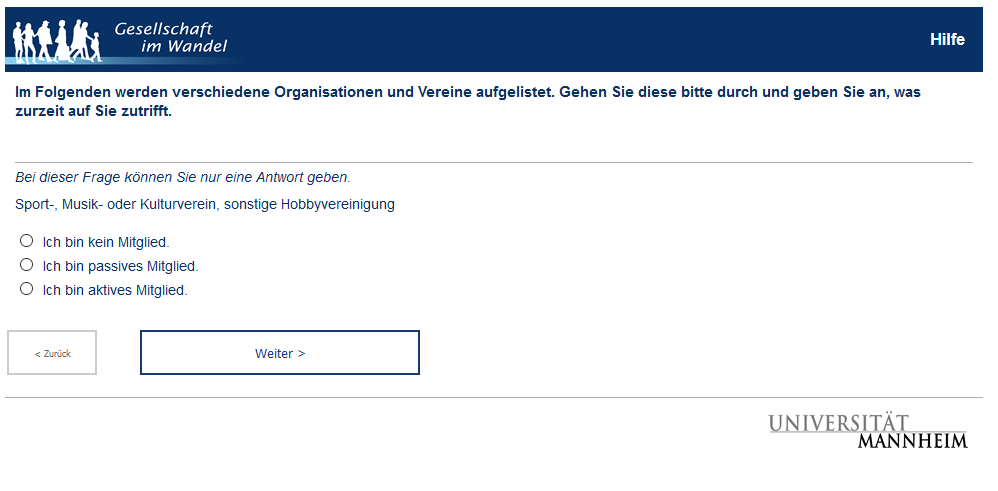 Gesellschaft
im Wandel
Hilfe
Im Folgenden werden verschiedene Organisationen und Vereine aufgelistet. Gehen Sie diese bitte durch und geben Sie an, was
zurzeit auf Sie zutrifft.
Bei dieser Frage können Sie nur eine Antwort geben.
Sport-, Musik- oder Kulturverein, sonstige Hobbyvereinigung
Ich bin kein Mitglied.
Ich bin passives Mitglied.
Ich bin aktives Mitglied.
< Zurück
Weiter >
UNIVERSITÄT
MANNHEIM